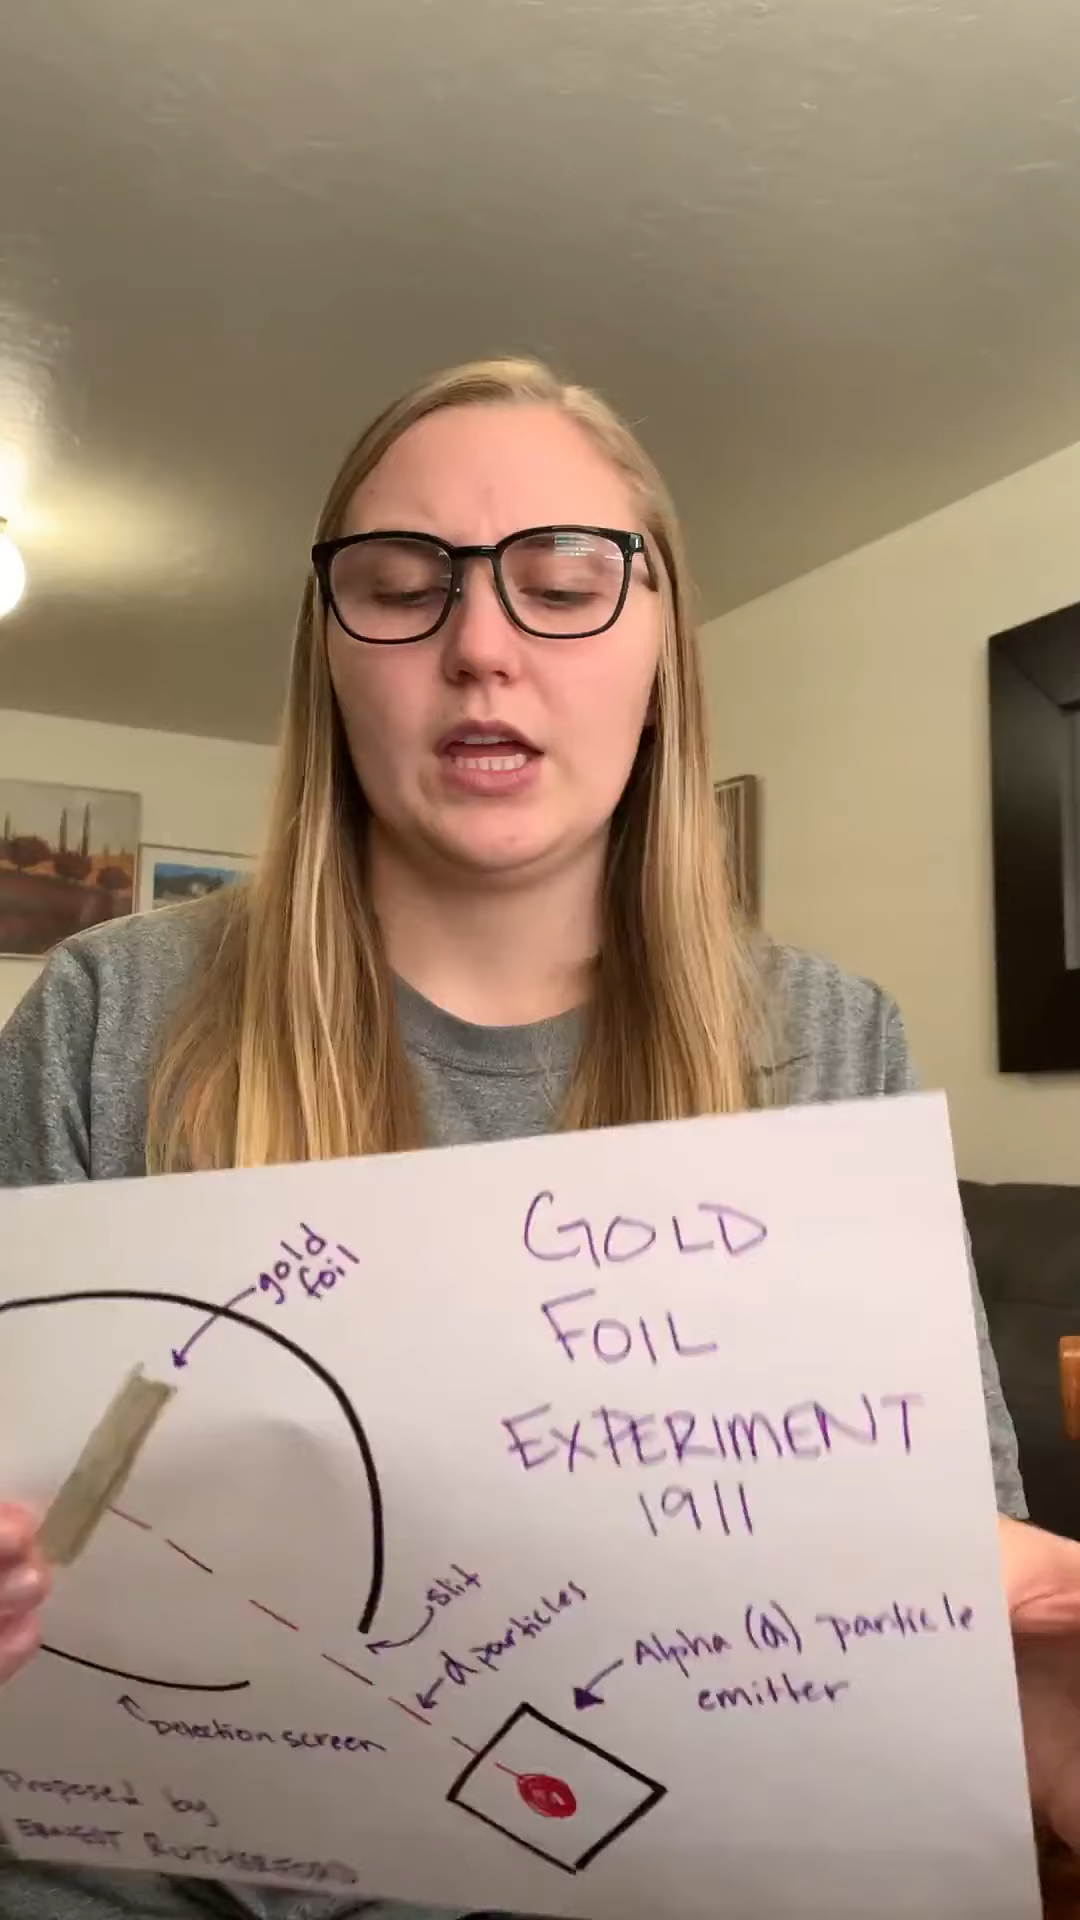 gold
foil
GOLD
FOIL
EXPERIMENT
1911
slit
α particles
Alpha (α) particle
emitter
Detection screen
Proposed by
ERNEST RUTHERFORD